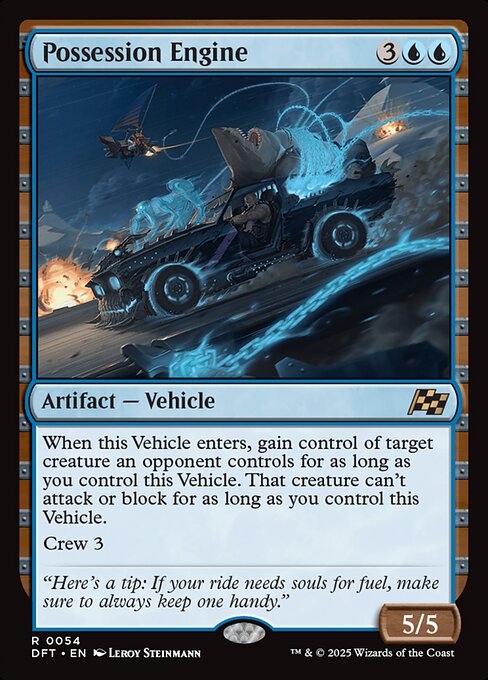 Possession Engine 3
Artifact — Vehicle
When this Vehicle enters, gain control of target
creature an opponent controls for as long as
you control this Vehicle. That creature can't
attack or block for as long as you control this
Vehicle.
Crew 3
“Here's a tip: If your ride needs souls for fuel, make
sure to always keep one handy.”
5/5
R 0054
DFT • EN Leroy Steinmann
™ & © 2025 Wizards of the Coast